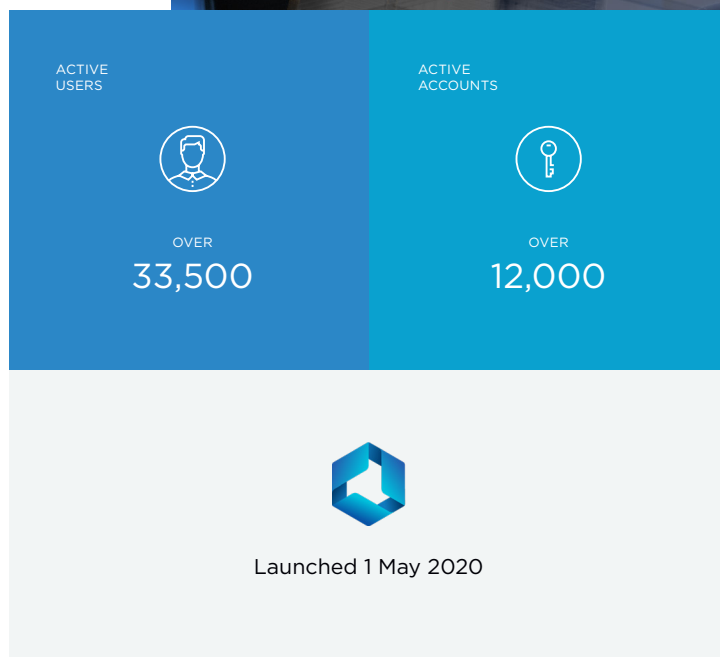 ACTIVE
USERS
OVER
33,500
ACTIVE
ACCOUNTS
OVER
12,000
Launched 1 May 2020